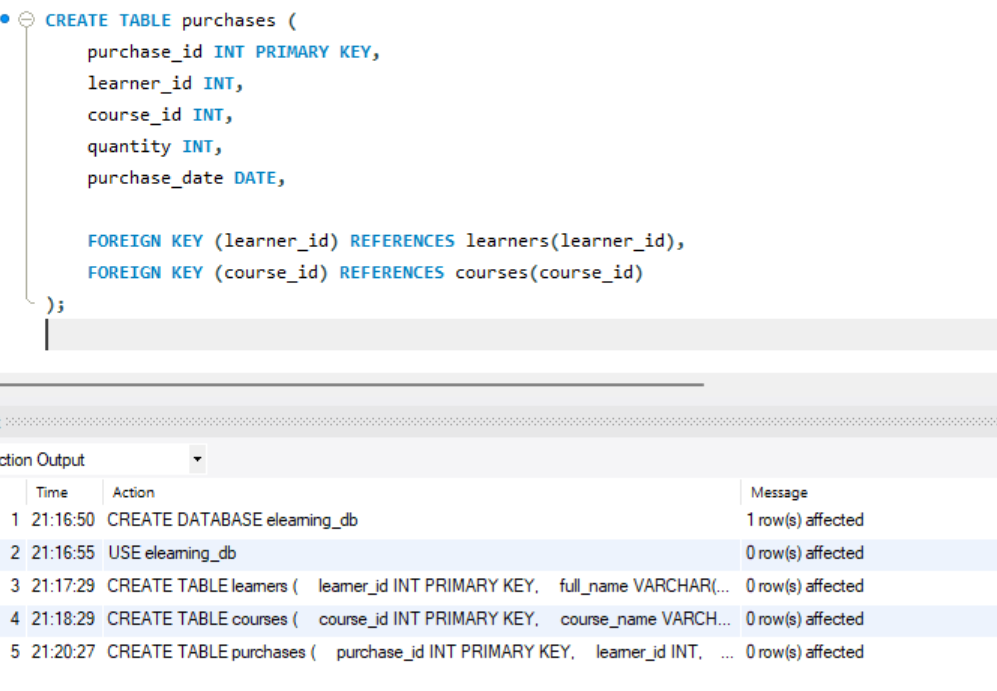 CREATE TABLE purchases (
purchase_id INT PRIMARY KEY,
learner_id INT,
course_id INT,
quantity INT,
purchase_date DATE,
FOREIGN KEY (learner_id) REFERENCES learners(learner_id),
FOREIGN KEY (course_id) REFERENCES courses(course_id)
);
ction Output
Time Action Message
1 21:16:50 CREATE DATABASE elearning_db 1 row(s) affected
2 21:16:55 USE elearning_db 0 row(s) affected
3 21:17:29 CREATE TABLE learners ( learner_id INT PRIMARY KEY, full_name VARCHAR(... 0 row(s) affected
4 21:18:29 CREATE TABLE courses ( course_id INT PRIMARY KEY, course_name VARCH... 0 row(s) affected
5 21:20:27 CREATE TABLE purchases ( purchase_id INT PRIMARY KEY, learner_id INT, ... 0 row(s) affected